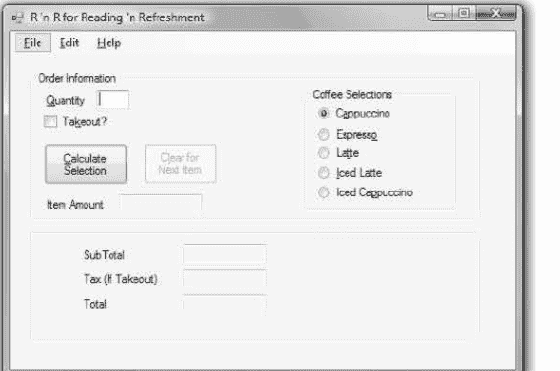 R 'n R for Reading 'n Refreshment
File Edit Help
Order Information
Quantity
Takeout?
Calculate Selection
Clear for Next Item
Item Amount
Coffee Selections
Cappuccino
Espresso
Latte
Iced Latte
Iced Cappuccino
SubTotal
Tax (If Takeout)
Total